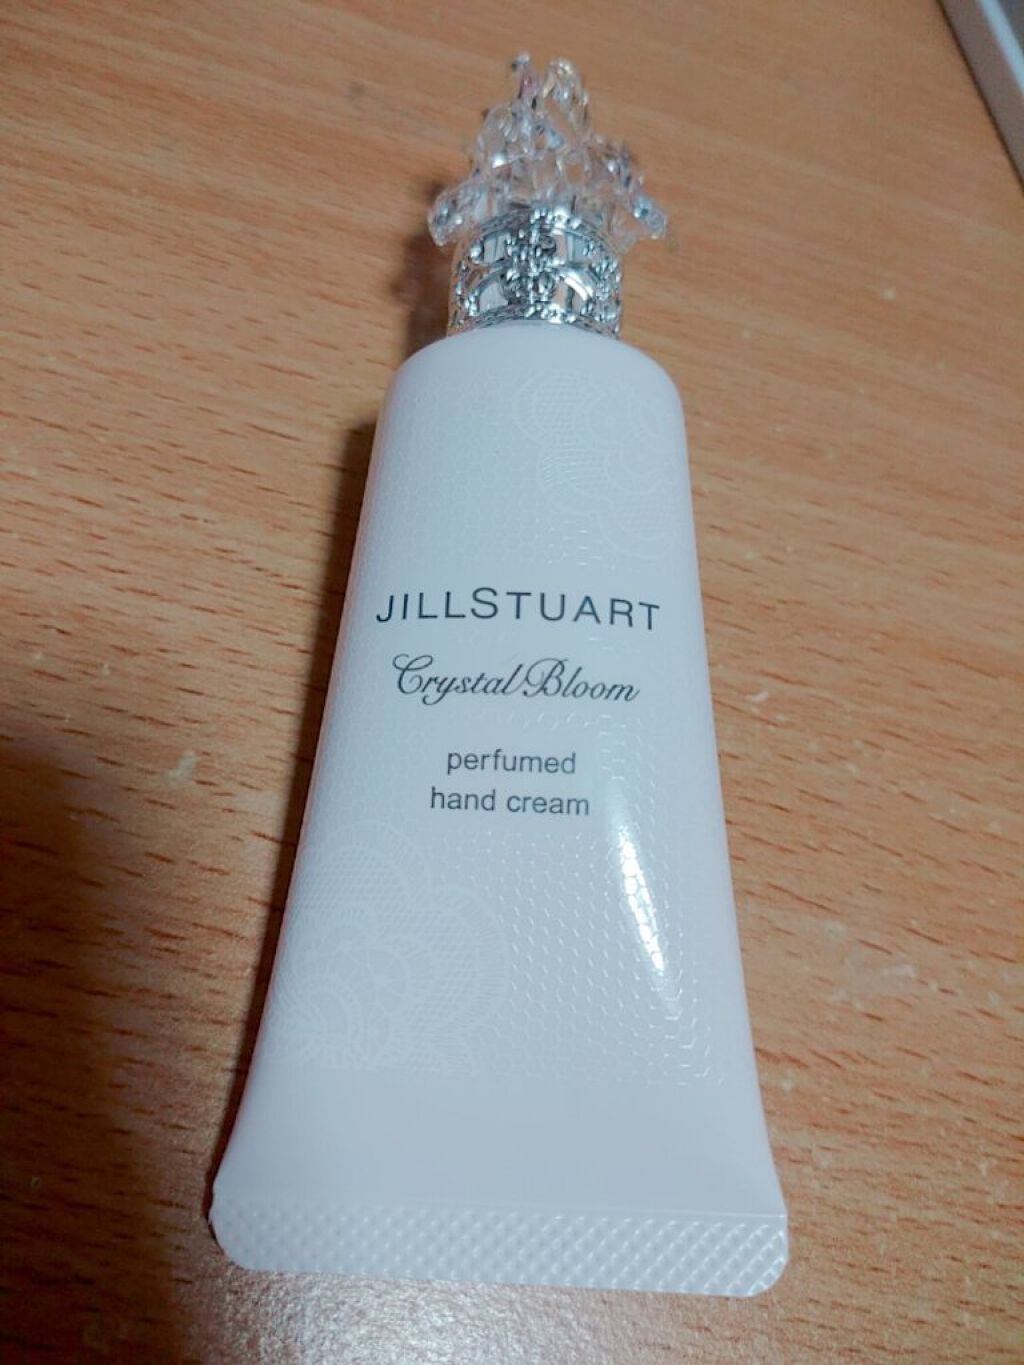 JILLSTUART
Crystal Bloom
perfumed
hand cream